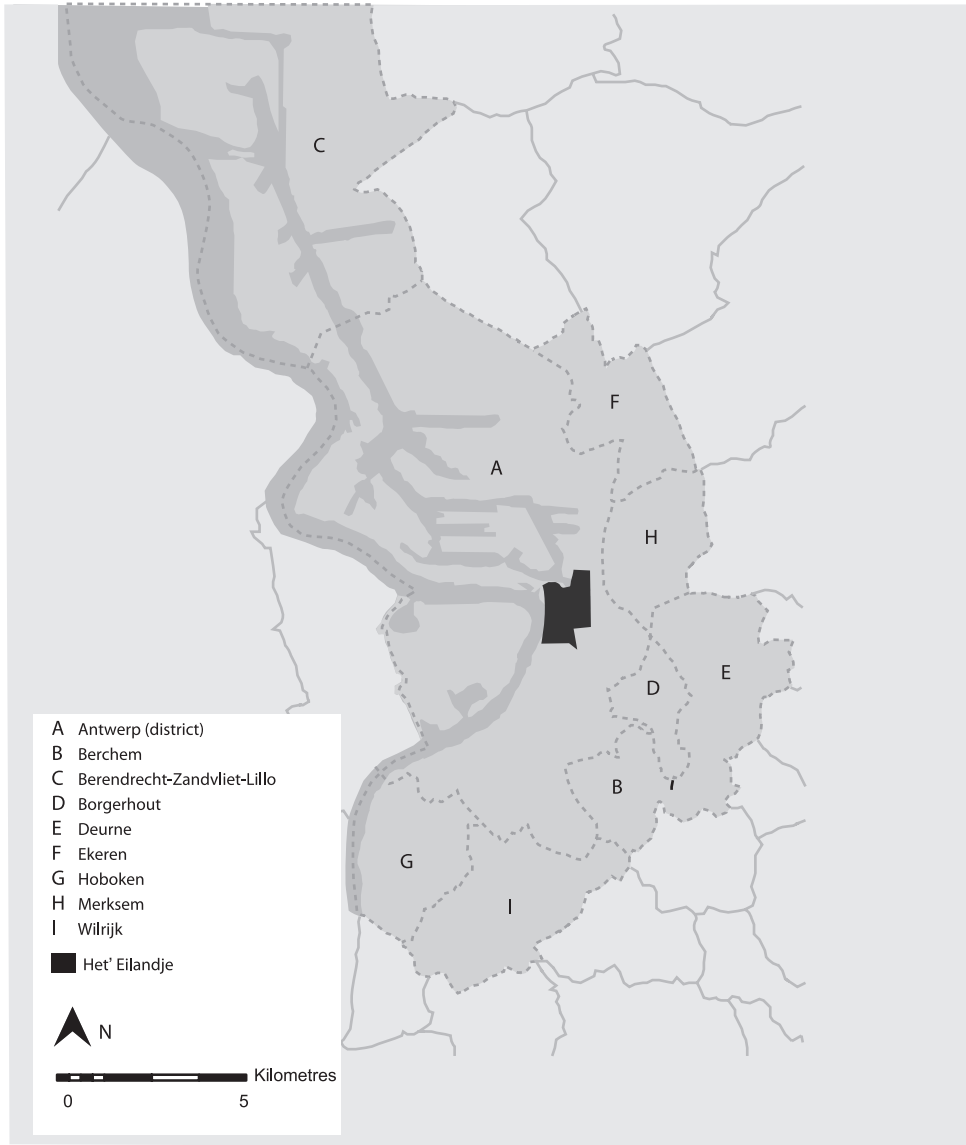 C
F
A
H
E
D
B
G
I
A Antwerp (district)
B Berchem
C Berendrecht-Zandvliet-Lillo
D Borgerhout
E Deurne
F Ekeren
G Hoboken
H Merksem
I Wilrijk
Het’ Eilandje
N
Kilometres
0 5